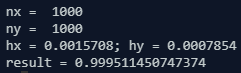 nx =  1000
ny =  1000
hx = 0.0015708; hy = 0.0007854
result = 0.999511450747374